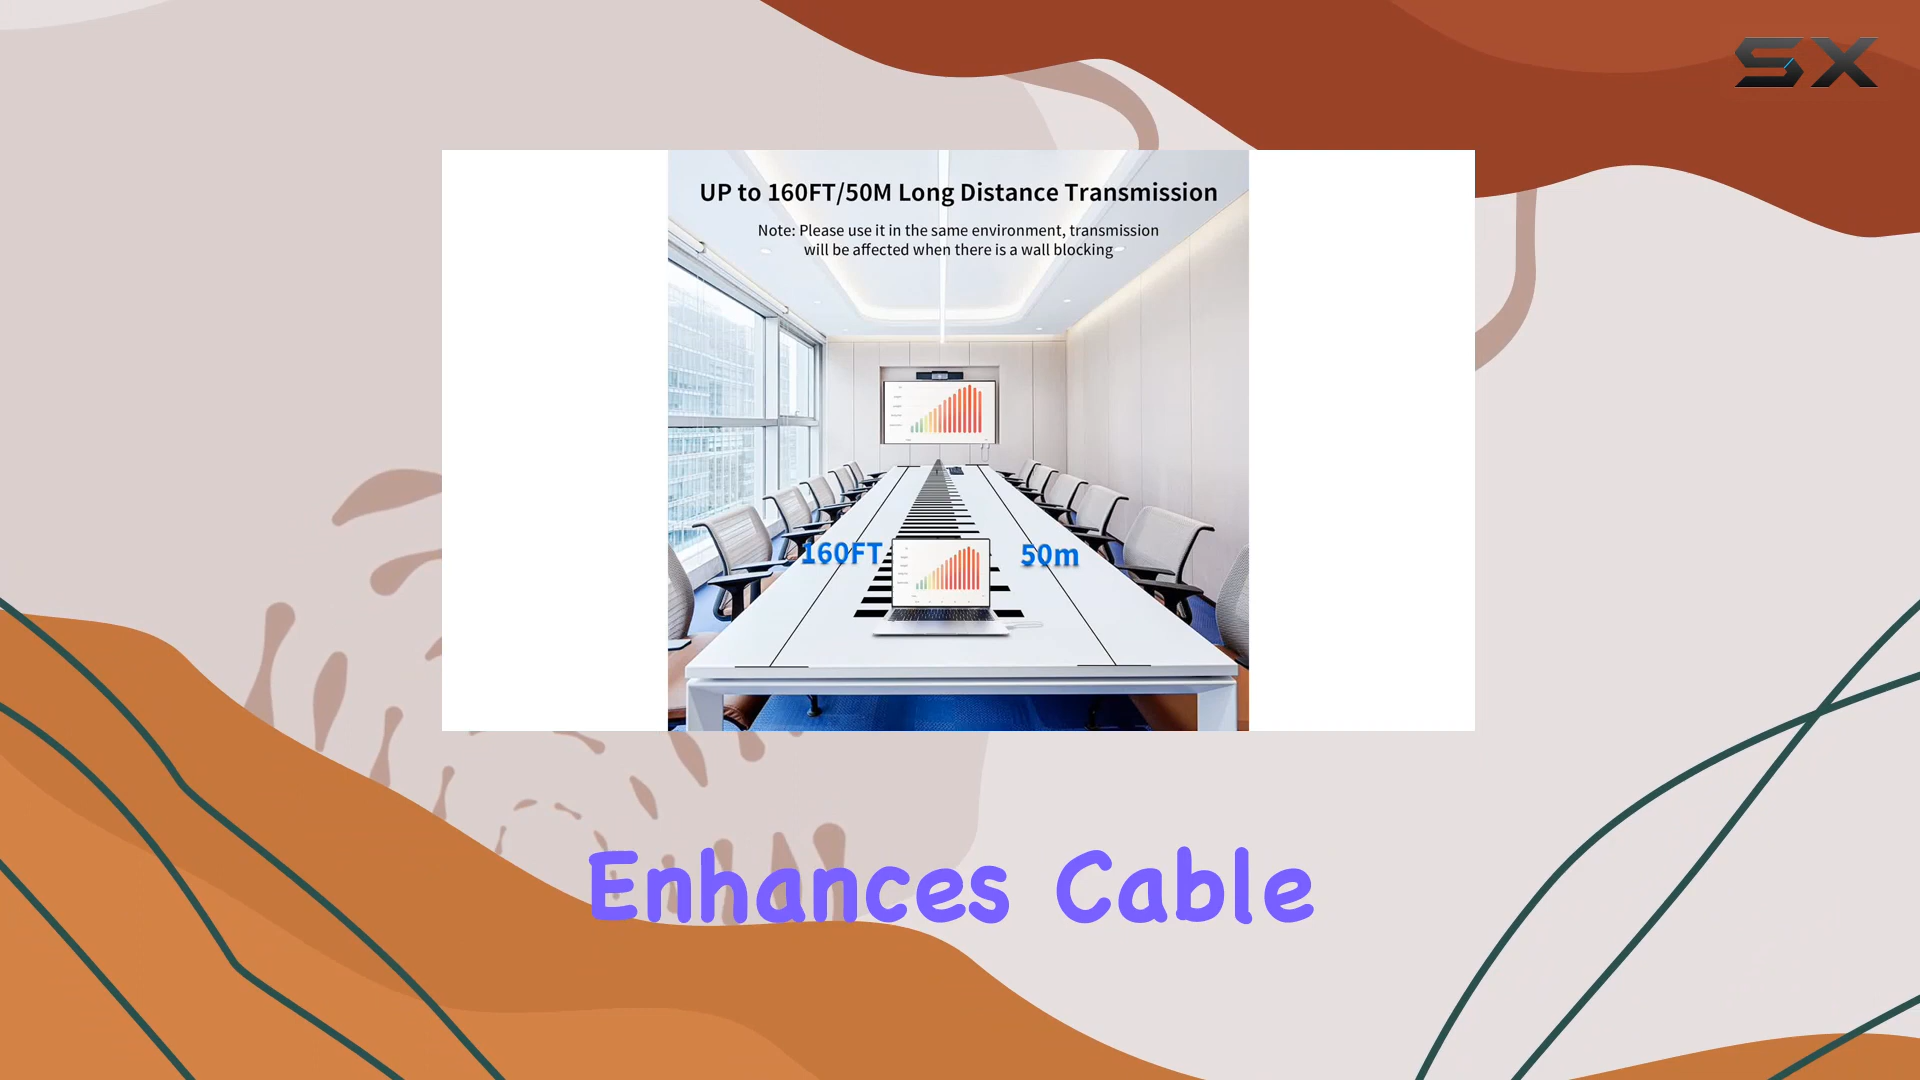 SX
UP to 160FT/50M Long Distance Transmission
Note: Please use it in the same environment, transmission
will be affected when there is a wall blocking
160FT
50m
Enhances Cable